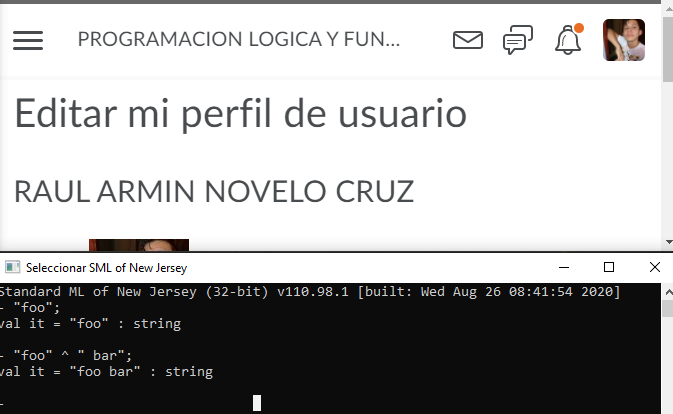 PROGRAMACION LOGICA Y FUN...
Editar mi perfil de usuario
RAUL ARMIN NOVELO CRUZ
Seleccionar SML of New Jersey
Standard ML of New Jersey (32-bit) v110.98.1 [built: Wed Aug 26 08:41:54 2020]
- "foo";
val it = "foo" : string
- "foo" ^ " bar";
val it = "foo bar" : string
-